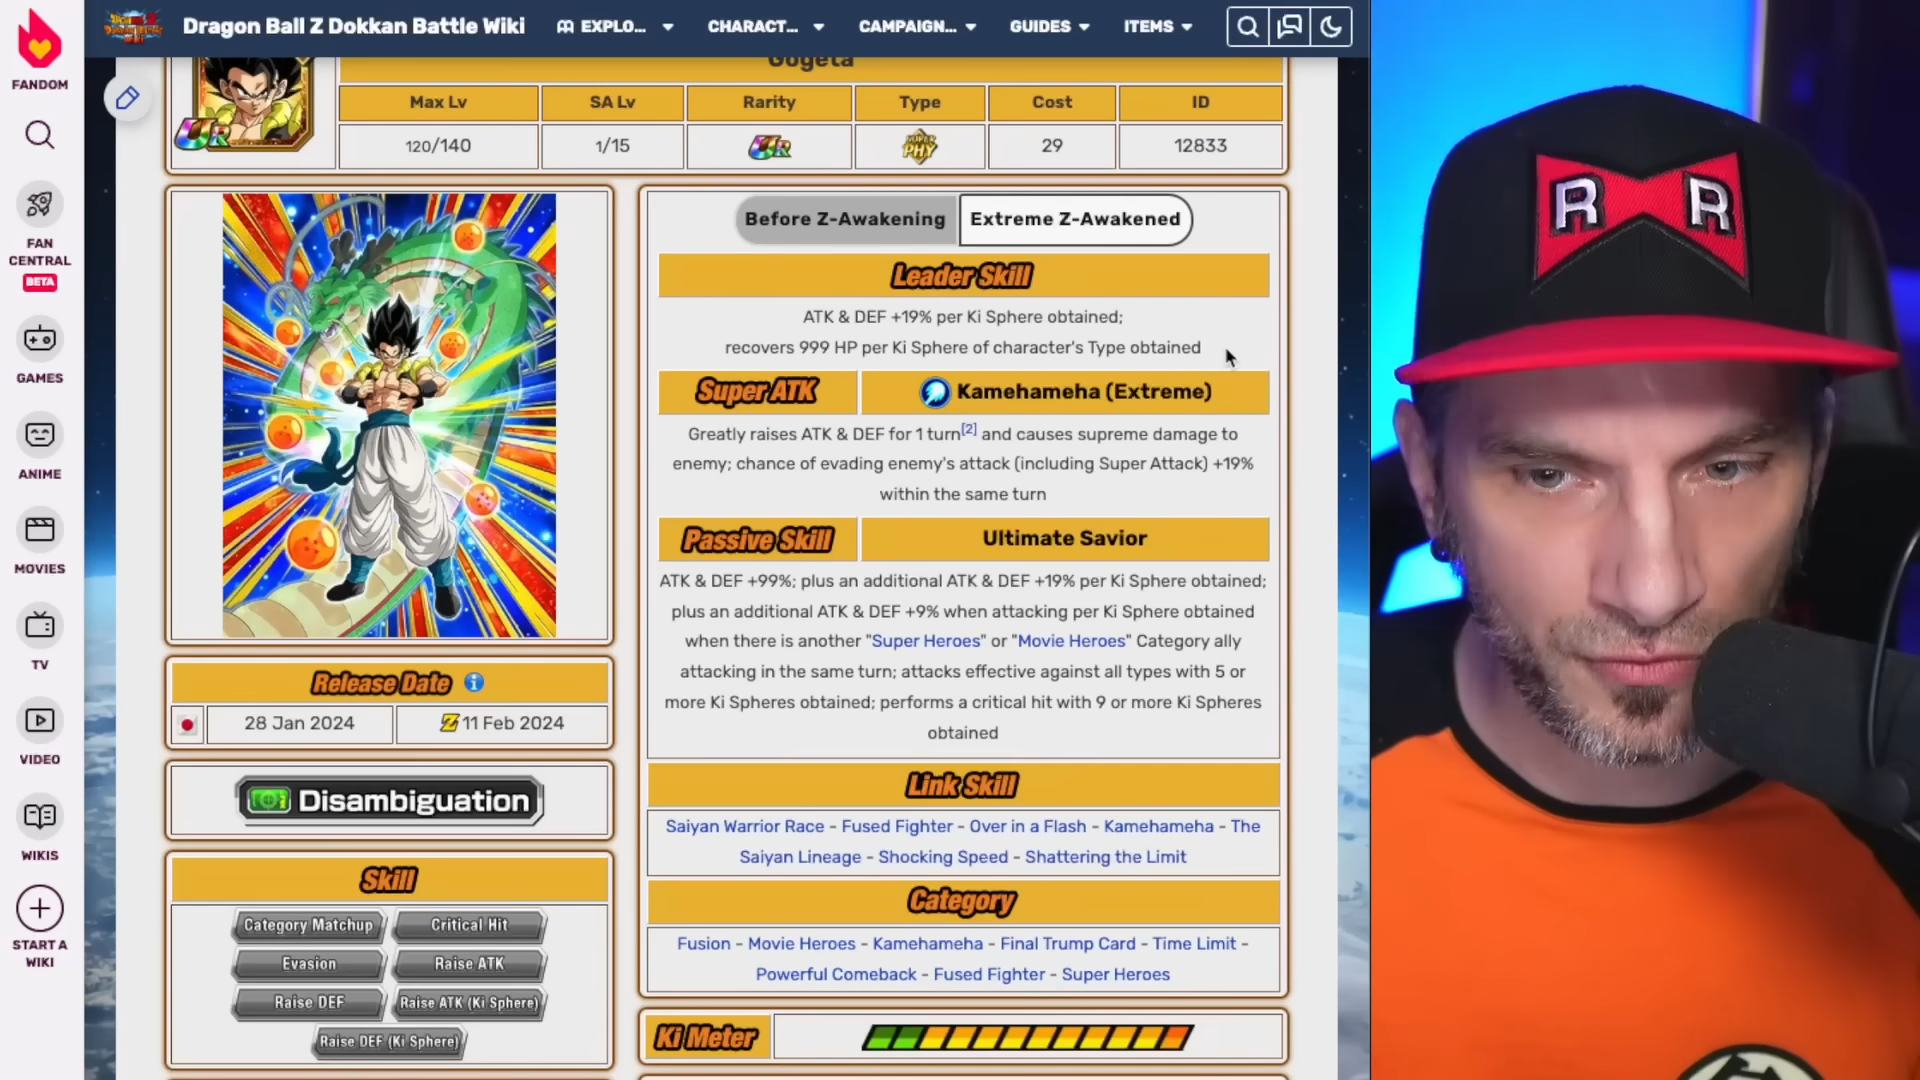 FANDOM
FAN
CENTRAL
BETA
GAMES
ANIME
MOVIES
TV
VIDEO
WIKIS
START A
WIKI
Dragon Ball Z Dokkan Battle Wiki
EXPLO...
CHARACT...
CAMPAIGN...
GUIDES
ITEMS
Gogeta
Max Lv
SA Lv
Rarity
Type
Cost
ID
UR
120/140
1/15
UR
SUPER
PHY
29
12833
Before Z-Awakening
Extreme Z-Awakened
Leader Skill
ATK & DEF +19% per Ki Sphere obtained;
recovers 999 HP per Ki Sphere of character's Type obtained
Super ATK
Kamehameha (Extreme)
Greatly raises ATK & DEF for 1 turn[2] and causes supreme damage to
enemy; chance of evading enemy's attack (including Super Attack) +19%
within the same turn
Passive Skill
Ultimate Savior
ATK & DEF +99%; plus an additional ATK & DEF +19% per Ki Sphere obtained;
plus an additional ATK & DEF +9% when attacking per Ki Sphere obtained
when there is another "Super Heroes" or "Movie Heroes" Category ally
attacking in the same turn; attacks effective against all types with 5 or
more Ki Spheres obtained; performs a critical hit with 9 or more Ki Spheres
obtained
Link Skill
Saiyan Warrior Race - Fused Fighter - Over in a Flash - Kamehameha - The
Saiyan Lineage - Shocking Speed - Shattering the Limit
Category
Fusion - Movie Heroes - Kamehameha - Final Trump Card - Time Limit -
Powerful Comeback - Fused Fighter - Super Heroes
Ki Meter
Release Date
28 Jan 2024
Z 11 Feb 2024
Disambiguation
Skill
Category Matchup
Critical Hit
Evasion
Raise ATK
Raise DEF
Raise ATK (Ki Sphere)
Raise DEF (Ki Sphere)
R R